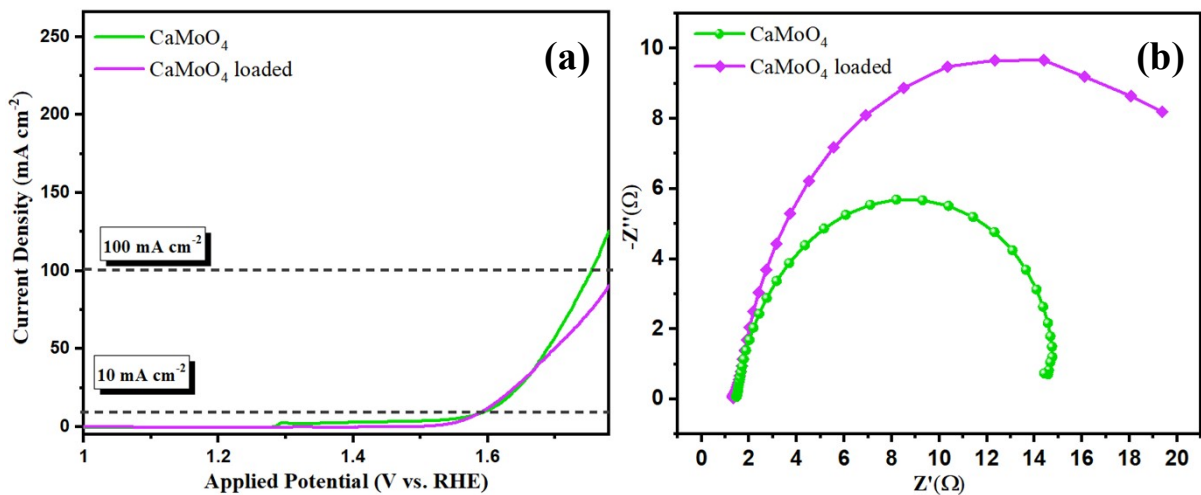 CaMoO₄
CaMoO₄ loaded
(a)
250
200
150
100
50
0
100 mA cm⁻²
10 mA cm⁻²
1
1.2
1.4
1.6
Current Density (mA cm⁻²)
Applied Potential (V vs. RHE)
CaMoO₄
CaMoO₄ loaded
(b)
10
8
6
4
2
0
0 2 4 6 8 10 12 14 16 18 20
-Z''(Ω)
Z'(Ω)